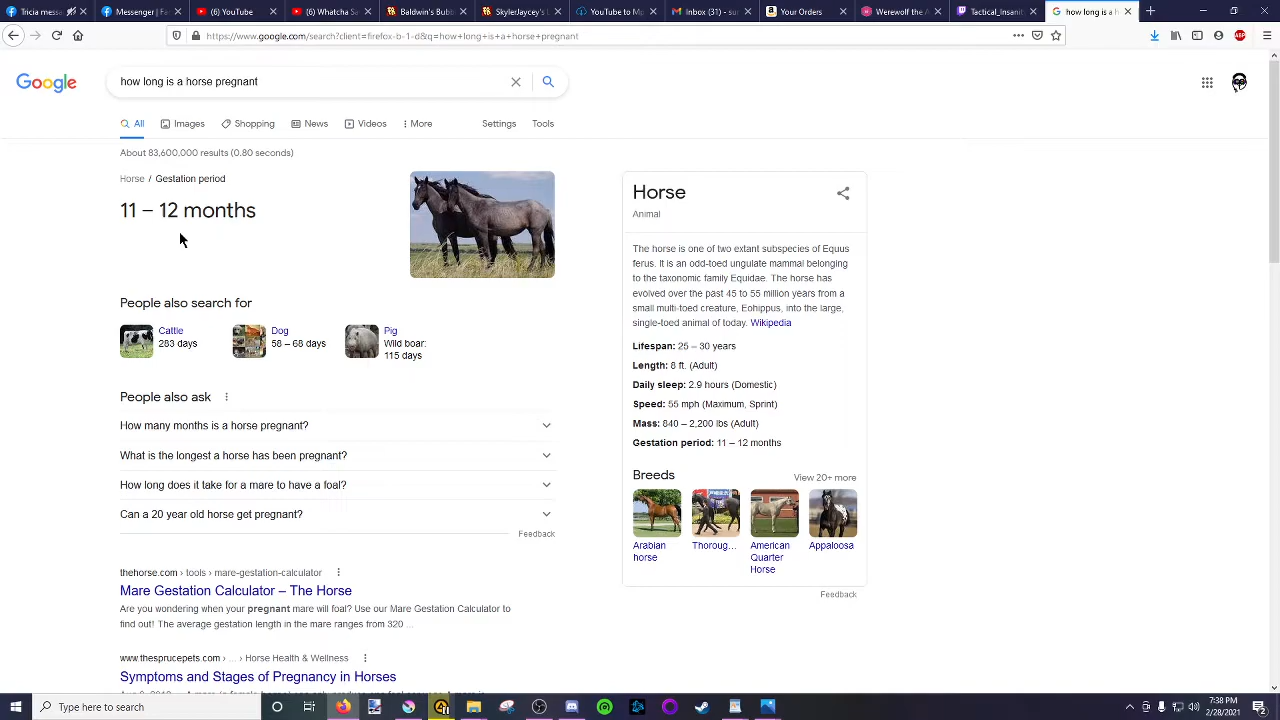 Tricia messa
Messenger | Fa
(6) YouTube
(6) Whatcha Sa
Baldwin's Bubb
SkyleJaycey's I
YouTube to Mp
Inbox (31) - su
Your Orders
Werewolf the A
Tactical_Insanit
how long is a h
https://www.google.com/search?client=firefox-b-1-d&q=how+long+is+a+horse+pregnant
ABP
Google
how long is a horse pregnant
All
Images
Shopping
News
Videos
More
Settings
Tools
About 83,600,000 results (0.80 seconds)
Horse / Gestation period
11 – 12 months
People also search for
Cattle
283 days
Dog
58 – 68 days
Pig
Wild boar:
115 days
People also ask
How many months is a horse pregnant?
What is the longest a horse has been pregnant?
How long does it take for a mare to have a foal?
Can a 20 year old horse get pregnant?
Feedback
thehorse.com › tools › mare-gestation-calculator
Mare Gestation Calculator – The Horse
Are you wondering when your pregnant mare will foal? Use our Mare Gestation Calculator to
find out! The average gestation length in the mare ranges from 320 ...
www.thesprucepets.com › ... › Horse Health & Wellness
Symptoms and Stages of Pregnancy in Horses
Horse
Animal
The horse is one of two extant subspecies of Equus
ferus. It is an odd-toed ungulate mammal belonging
to the taxonomic family Equidae. The horse has
evolved over the past 45 to 55 million years from a
small multi-toed creature, Eohippus, into the large,
single-toed animal of today. Wikipedia
Lifespan: 25 – 30 years
Length: 8 ft. (Adult)
Daily sleep: 2.9 hours (Domestic)
Speed: 55 mph (Maximum, Sprint)
Mass: 840 – 2,200 lbs (Adult)
Gestation period: 11 – 12 months
Breeds
View 20+ more
Arabian
horse
Thoroug...
American
Quarter
Horse
Appaloosa
Feedback
Type here to search
7:38 PM
2/28/2021